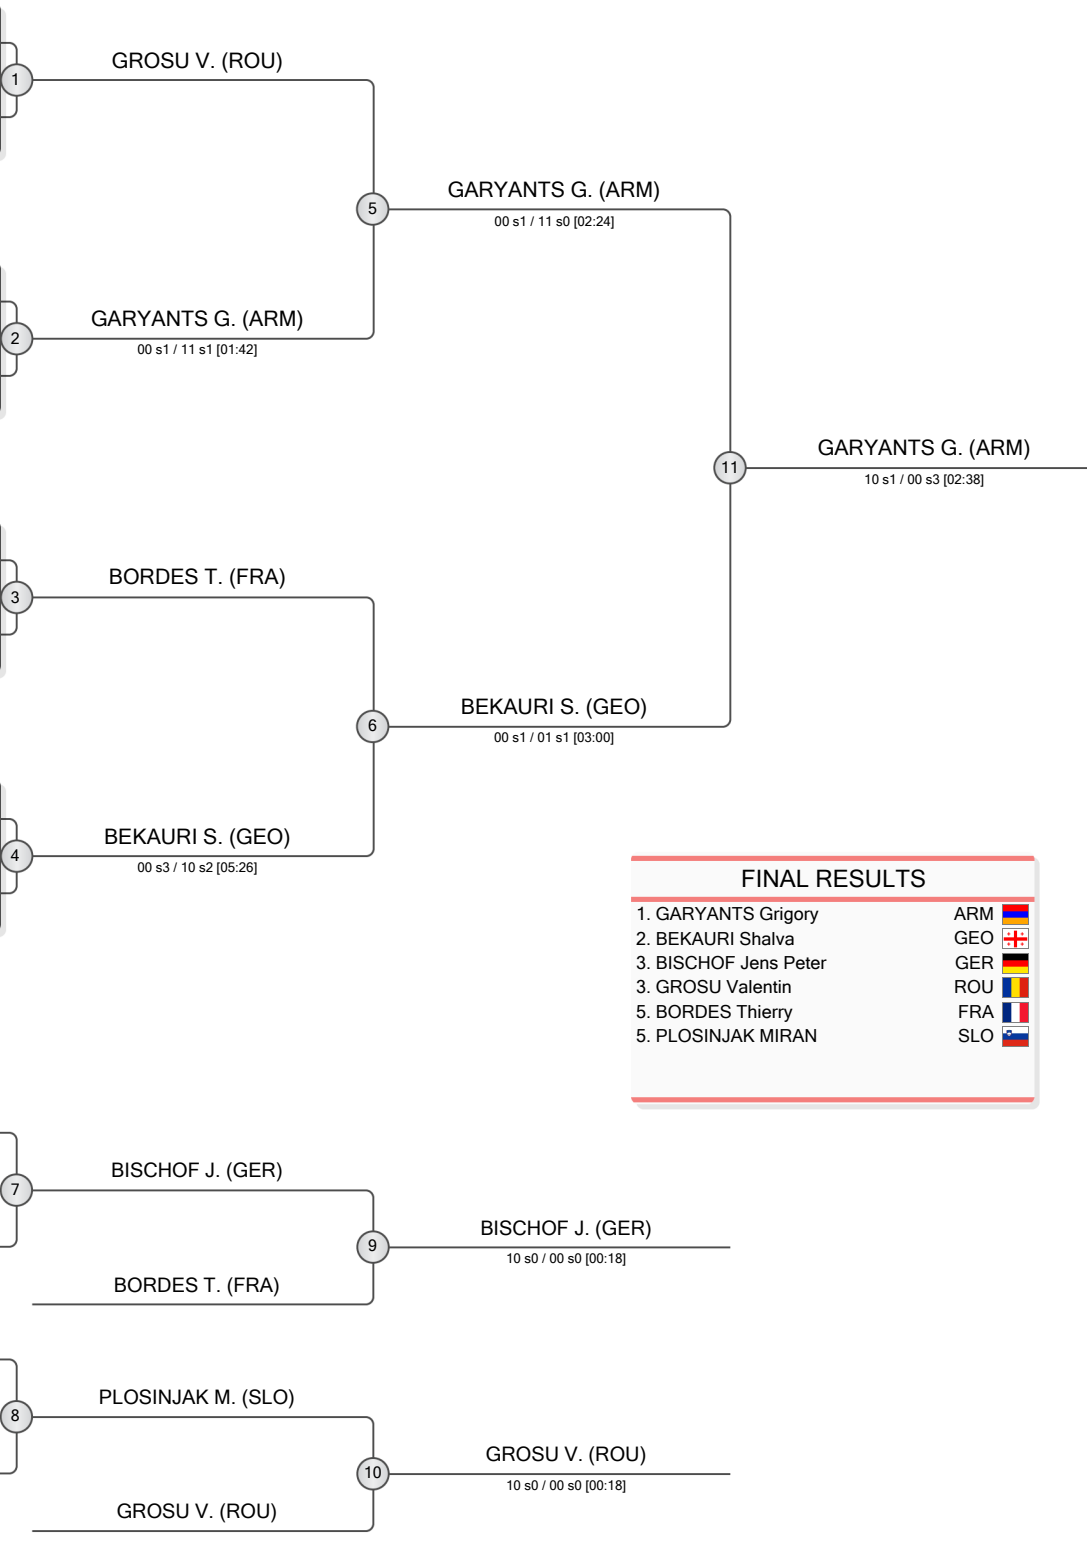 GROSU V. (ROU)
1
GARYANTS G. (ARM)
5
00 s1 / 11 s0 [02:24]
GARYANTS G. (ARM)
2
00 s1 / 11 s1 [01:42]
GARYANTS G. (ARM)
11
10 s1 / 00 s3 [02:38]
BORDES T. (FRA)
3
BEKAURI S. (GEO)
6
00 s1 / 01 s1 [03:00]
BEKAURI S. (GEO)
4
00 s3 / 10 s2 [05:26]
FINAL RESULTS
1. GARYANTS Grigory ARM
2. BEKAURI Shalva GEO
3. BISCHOF Jens Peter GER
3. GROSU Valentin ROU
5. BORDES Thierry FRA
5. PLOSINJAK MIRAN SLO
BISCHOF J. (GER)
7
BISCHOF J. (GER)
9
10 s0 / 00 s0 [00:18]
BORDES T. (FRA)
PLOSINJAK M. (SLO)
8
GROSU V. (ROU)
10
10 s0 / 00 s0 [00:18]
GROSU V. (ROU)